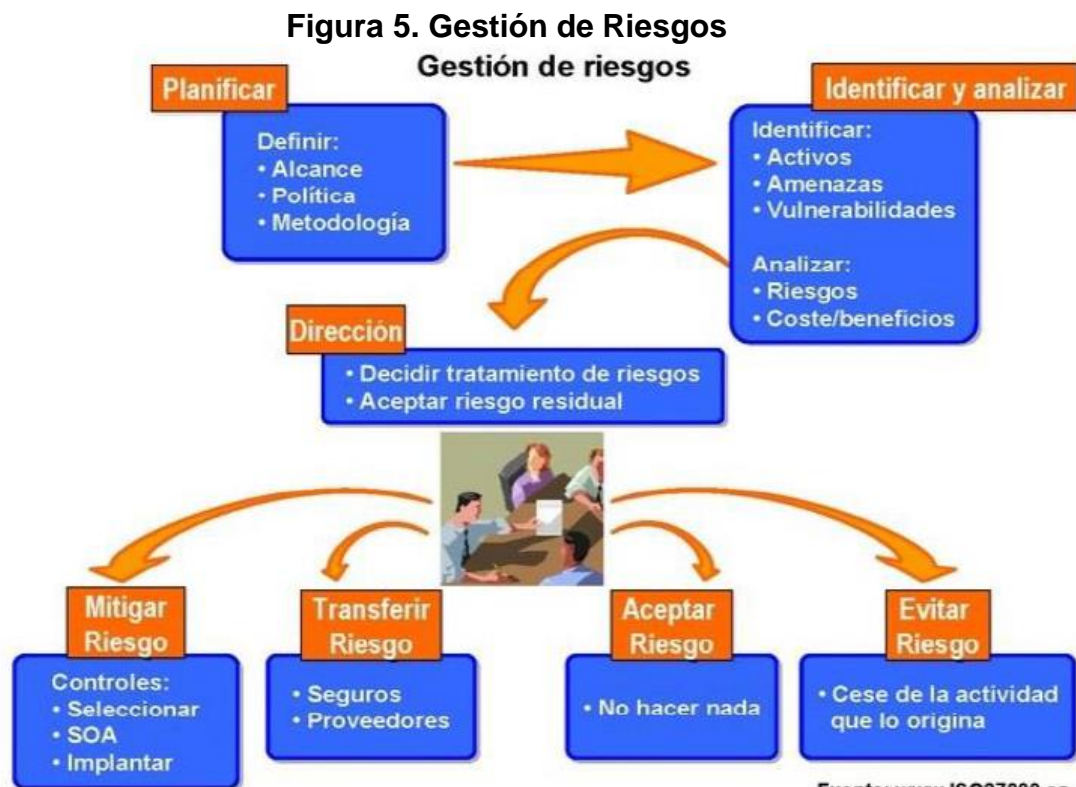 Figura 5. Gestión de Riesgos
Gestión de riesgos
Planificar
Definir:
• Alcance
• Política
• Metodología
Identificar y analizar
Identificar:
• Activos
• Amenazas
• Vulnerabilidades
Analizar:
• Riesgos
• Coste/beneficios
Dirección
• Decidir tratamiento de riesgos
• Aceptar riesgo residual
Mitigar
Riesgo
Controles:
• Seleccionar
• SOA
• Implantar
Transferir
Riesgo
• Seguros
• Proveedores
Aceptar
Riesgo
• No hacer nada
Evitar
Riesgo
• Cese de la actividad
que lo origina